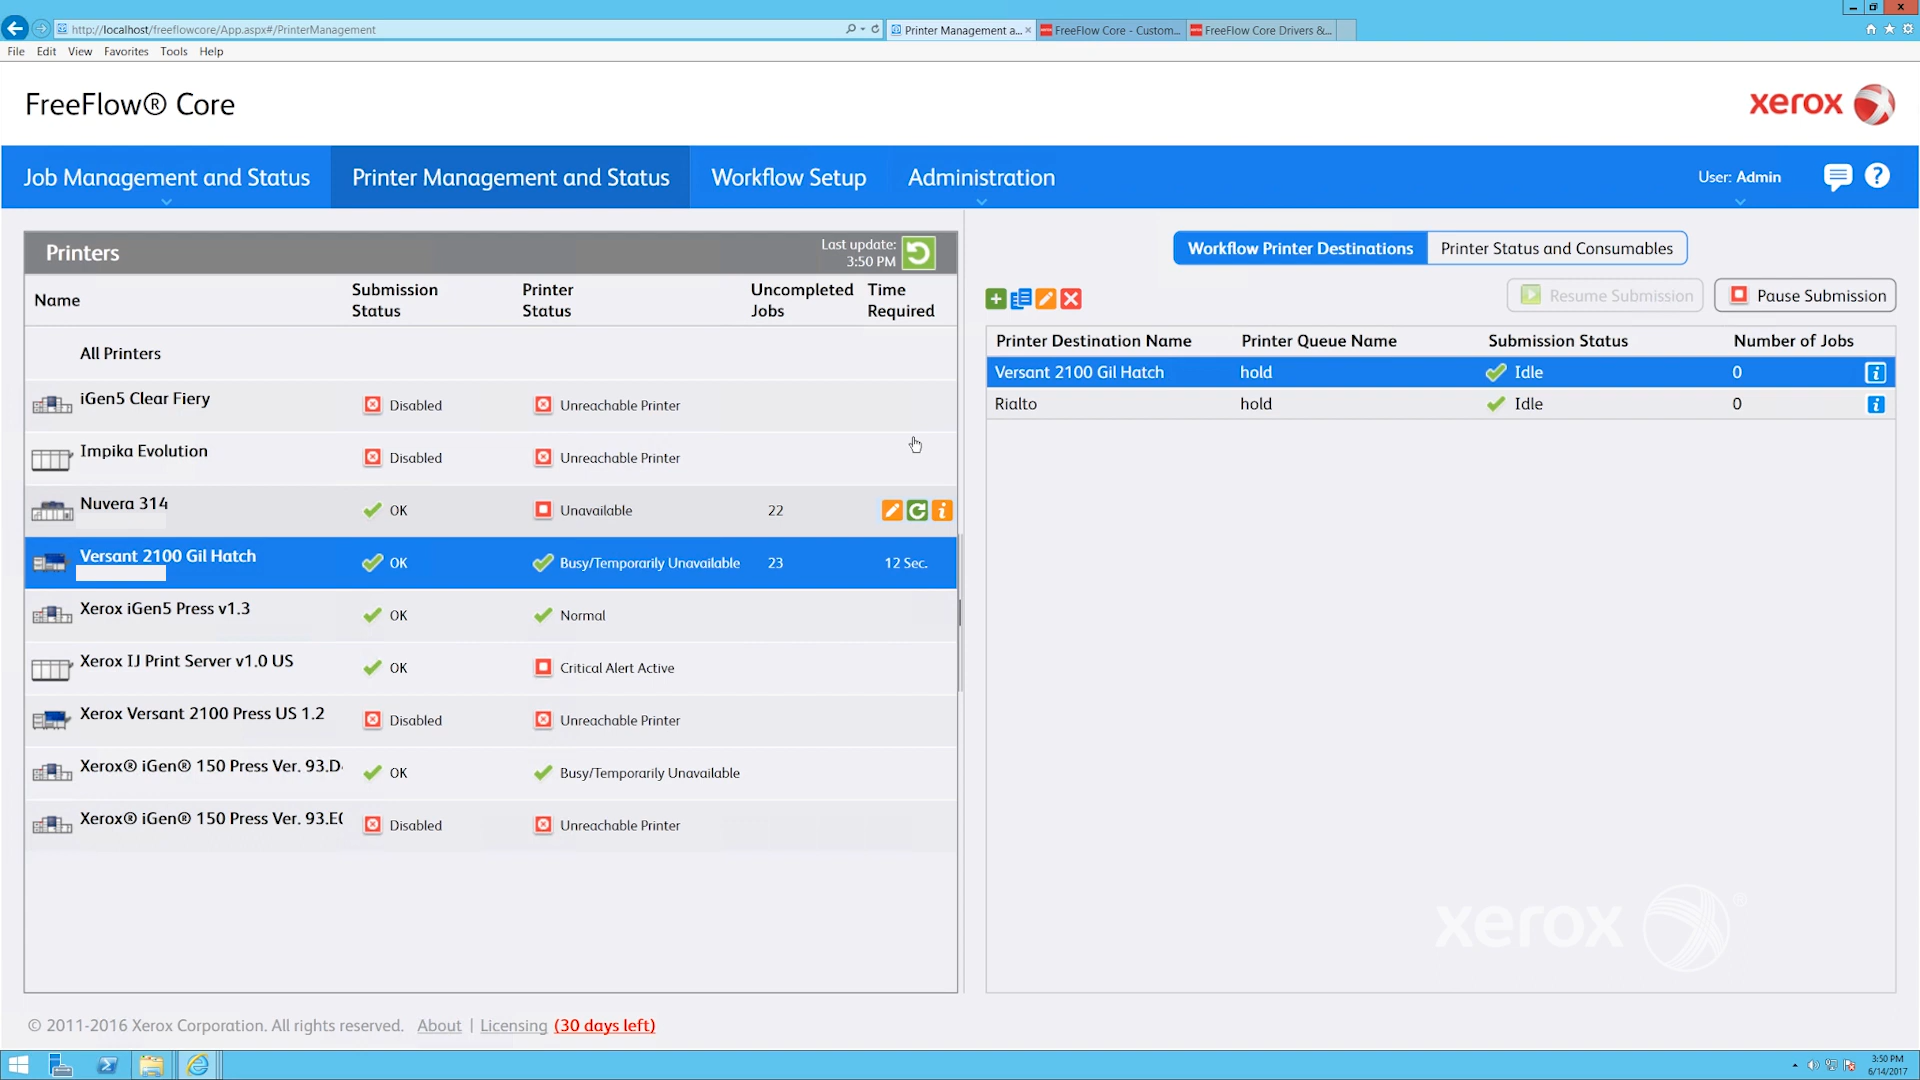 http://localhost/freeflowcore/App.aspx#/PrinterManagement
Printer Management a...
FreeFlow Core - Custom...
FreeFlow Core Drivers &...
File Edit View Favorites Tools Help
FreeFlow® Core
xerox
Job Management and Status
Printer Management and Status
Workflow Setup
Administration
User: Admin
Printers
Last update:
3:50 PM
Name
Submission
Status
Printer
Status
Uncompleted
Jobs
Time
Required
All Printers
iGen5 Clear Fiery Disabled Unreachable Printer
Impika Evolution Disabled Unreachable Printer
Nuvera 314 OK Unavailable 22
Versant 2100 Gil Hatch OK Busy/Temporarily Unavailable 23 12 Sec.
Xerox iGen5 Press v1.3 OK Normal
Xerox IJ Print Server v1.0 US OK Critical Alert Active
Xerox Versant 2100 Press US 1.2 Disabled Unreachable Printer
Xerox® iGen® 150 Press Ver. 93.D OK Busy/Temporarily Unavailable
Xerox® iGen® 150 Press Ver. 93.E Disabled Unreachable Printer
Workflow Printer Destinations
Printer Status and Consumables
Resume Submission
Pause Submission
Printer Destination Name Printer Queue Name Submission Status Number of Jobs
Versant 2100 Gil Hatch hold Idle 0
Rialto hold Idle 0
xerox ®
© 2011-2016 Xerox Corporation. All rights reserved. About | Licensing (30 days left)
3:50 PM
6/14/2017